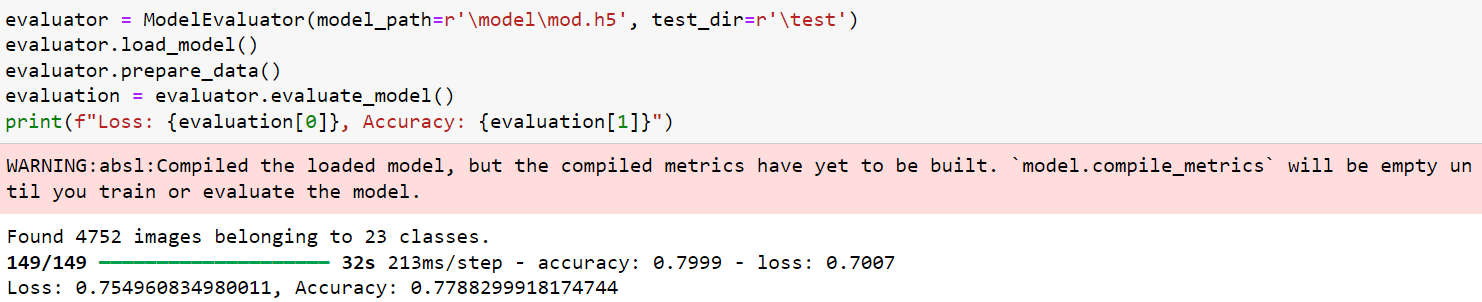 evaluator = ModelEvaluator(model_path=r'\model\mod.h5', test_dir=r'\test')
evaluator.load_model()
evaluator.prepare_data()
evaluation = evaluator.evaluate_model()
print(f"Loss: {evaluation[0]}, Accuracy: {evaluation[1]}")
WARNING:absl:Compiled the loaded model, but the compiled metrics have yet to be built. `model.compile_metrics` will be empty un
til you train or evaluate the model.
Found 4752 images belonging to 23 classes.
149/149 ━━━━━━━━━━━━━━━━━━━━ 32s 213ms/step - accuracy: 0.7999 - loss: 0.7007
Loss: 0.754960834980011, Accuracy: 0.7788299918174744